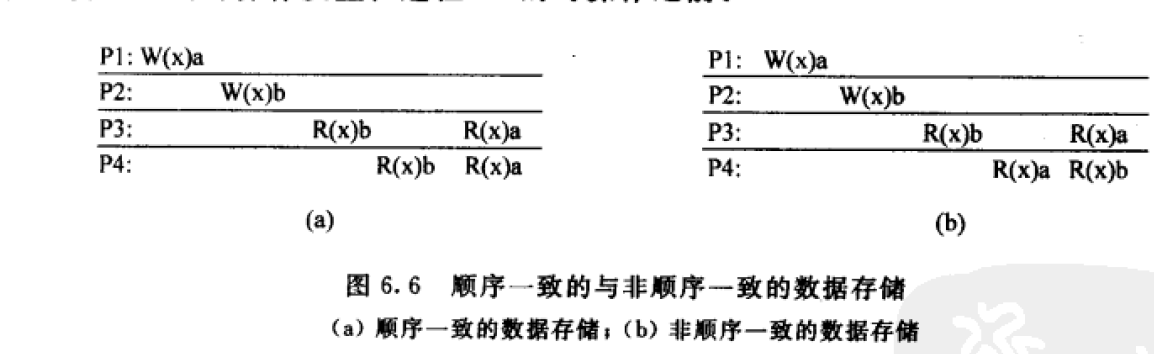 P1: W(x)a
P2: W(x)b
P3: R(x)b R(x)a
P4: R(x)b R(x)a
(a)
P1: W(x)a
P2: W(x)b
P3: R(x)b R(x)a
P4: R(x)a R(x)b
(b)
图 6.6 顺序一致的与非顺序一致的数据存储
(a) 顺序一致的数据存储；(b) 非顺序一致的数据存储